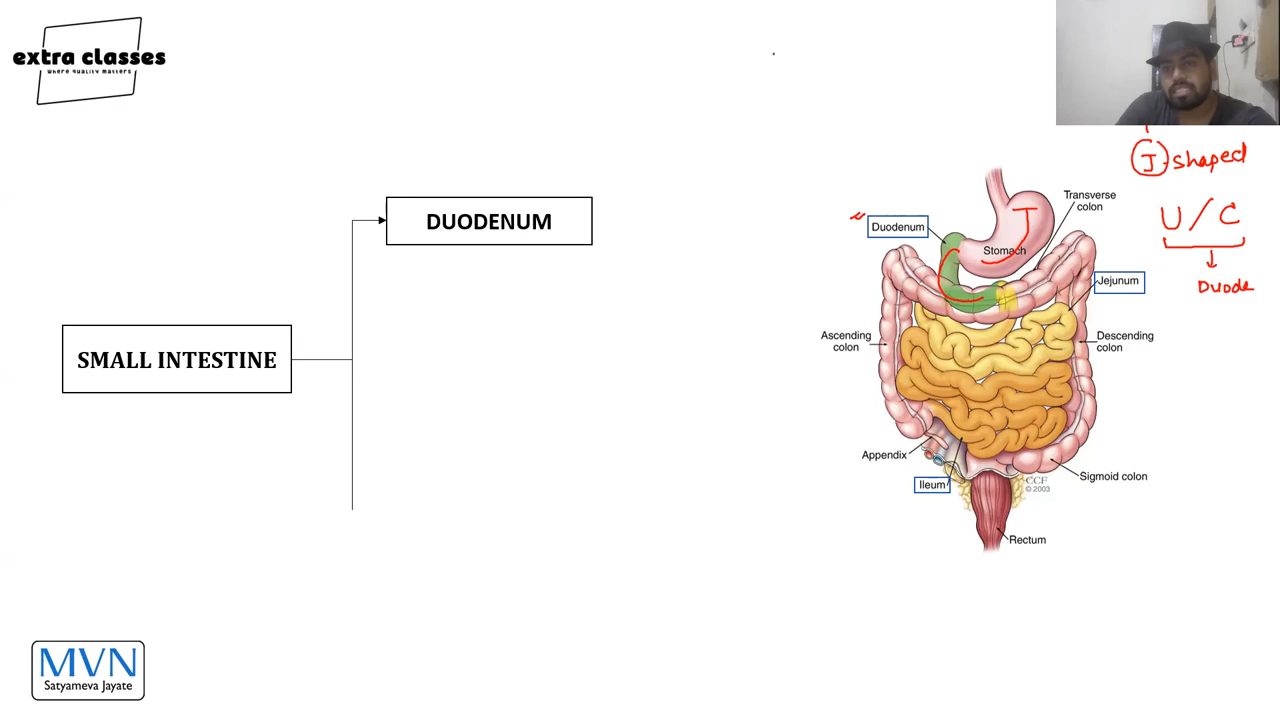 extra classes
where quality matters
DUODENUM
SMALL INTESTINE
J-shaped
U/C
Duode
Transverse
colon
Duodenum
Stomach
Jejunum
Ascending
colon
Descending
colon
Appendix
Ileum
Sigmoid colon
CCF
© 2003
Rectum
MVN
Satyameva Jayate